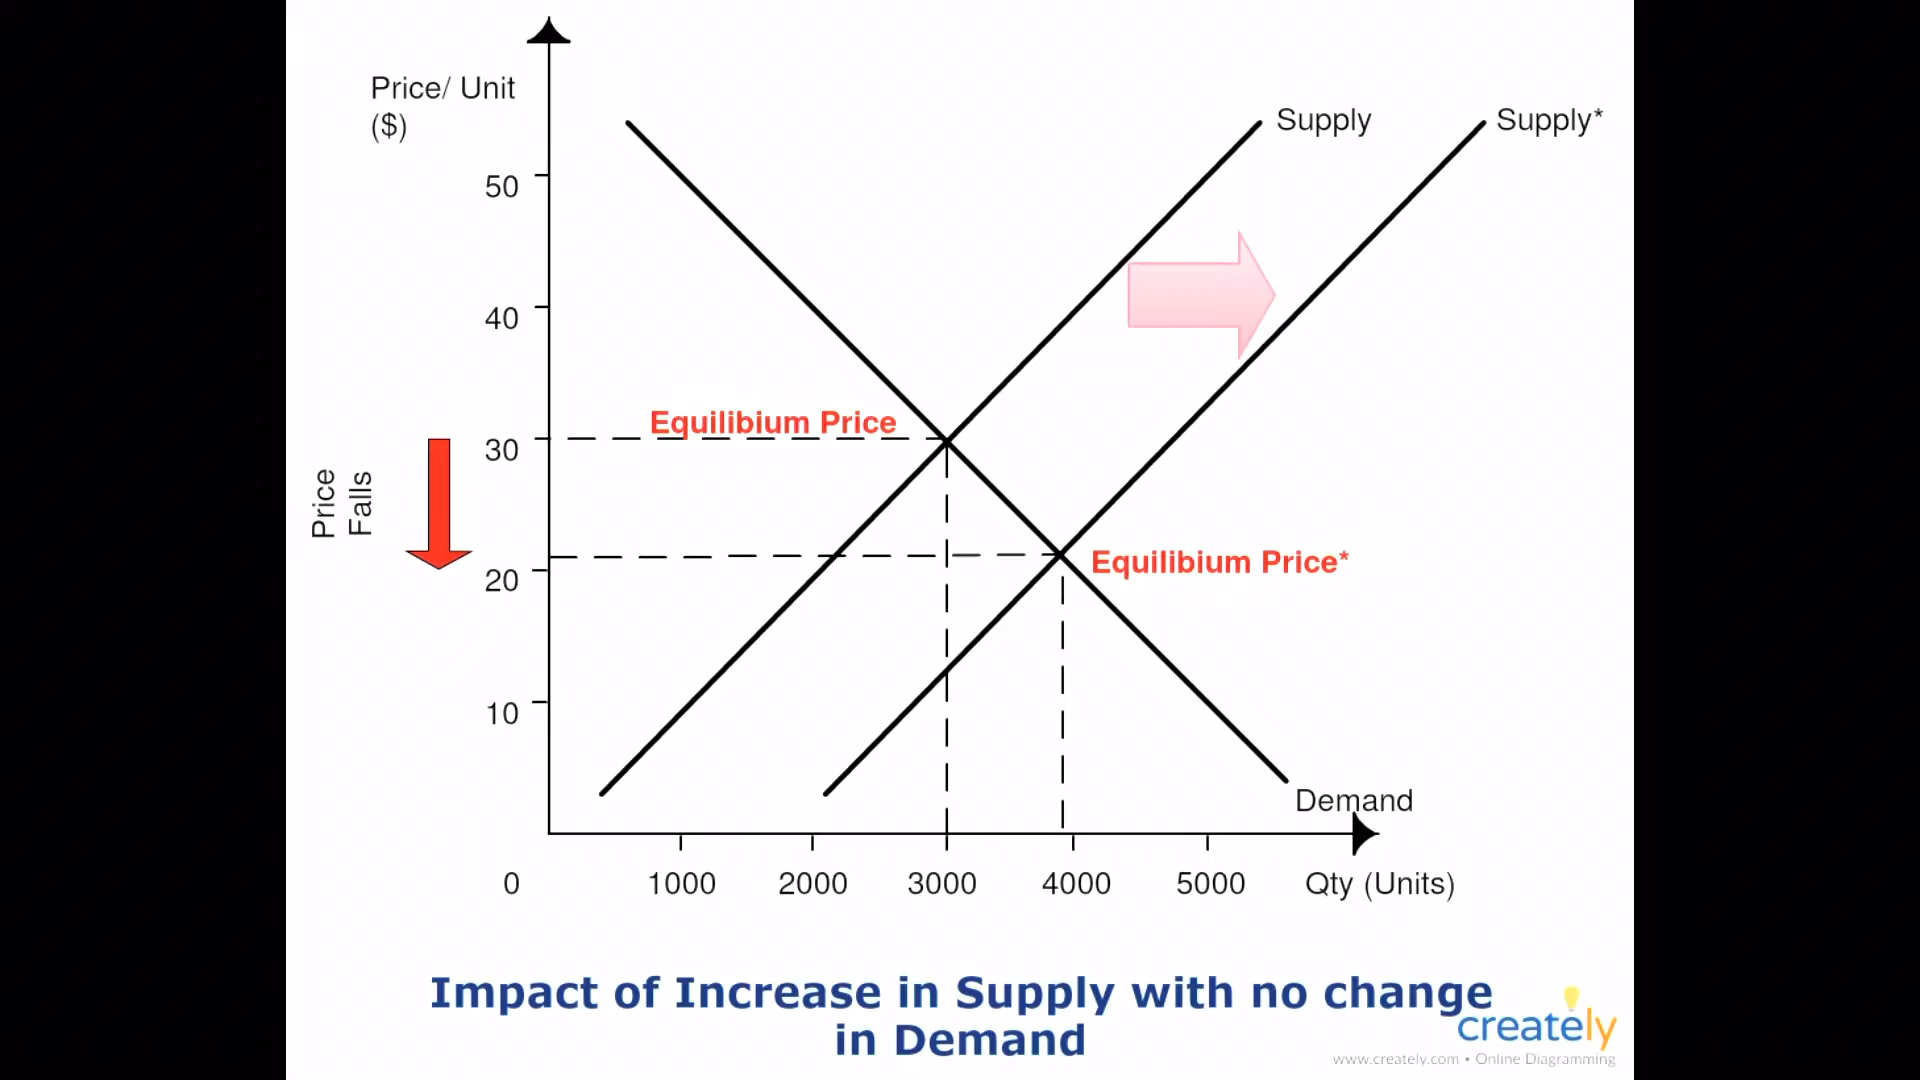 Price/ Unit
($)
Supply
Supply*
50
40
Equilibium Price
30
Price
Falls
Equilibium Price*
20
10
Demand
0
1000
2000
3000
4000
5000
Qty (Units)
Impact of Increase in Supply with no change
in Demand
creately
www.creately.com • Online Diagramming